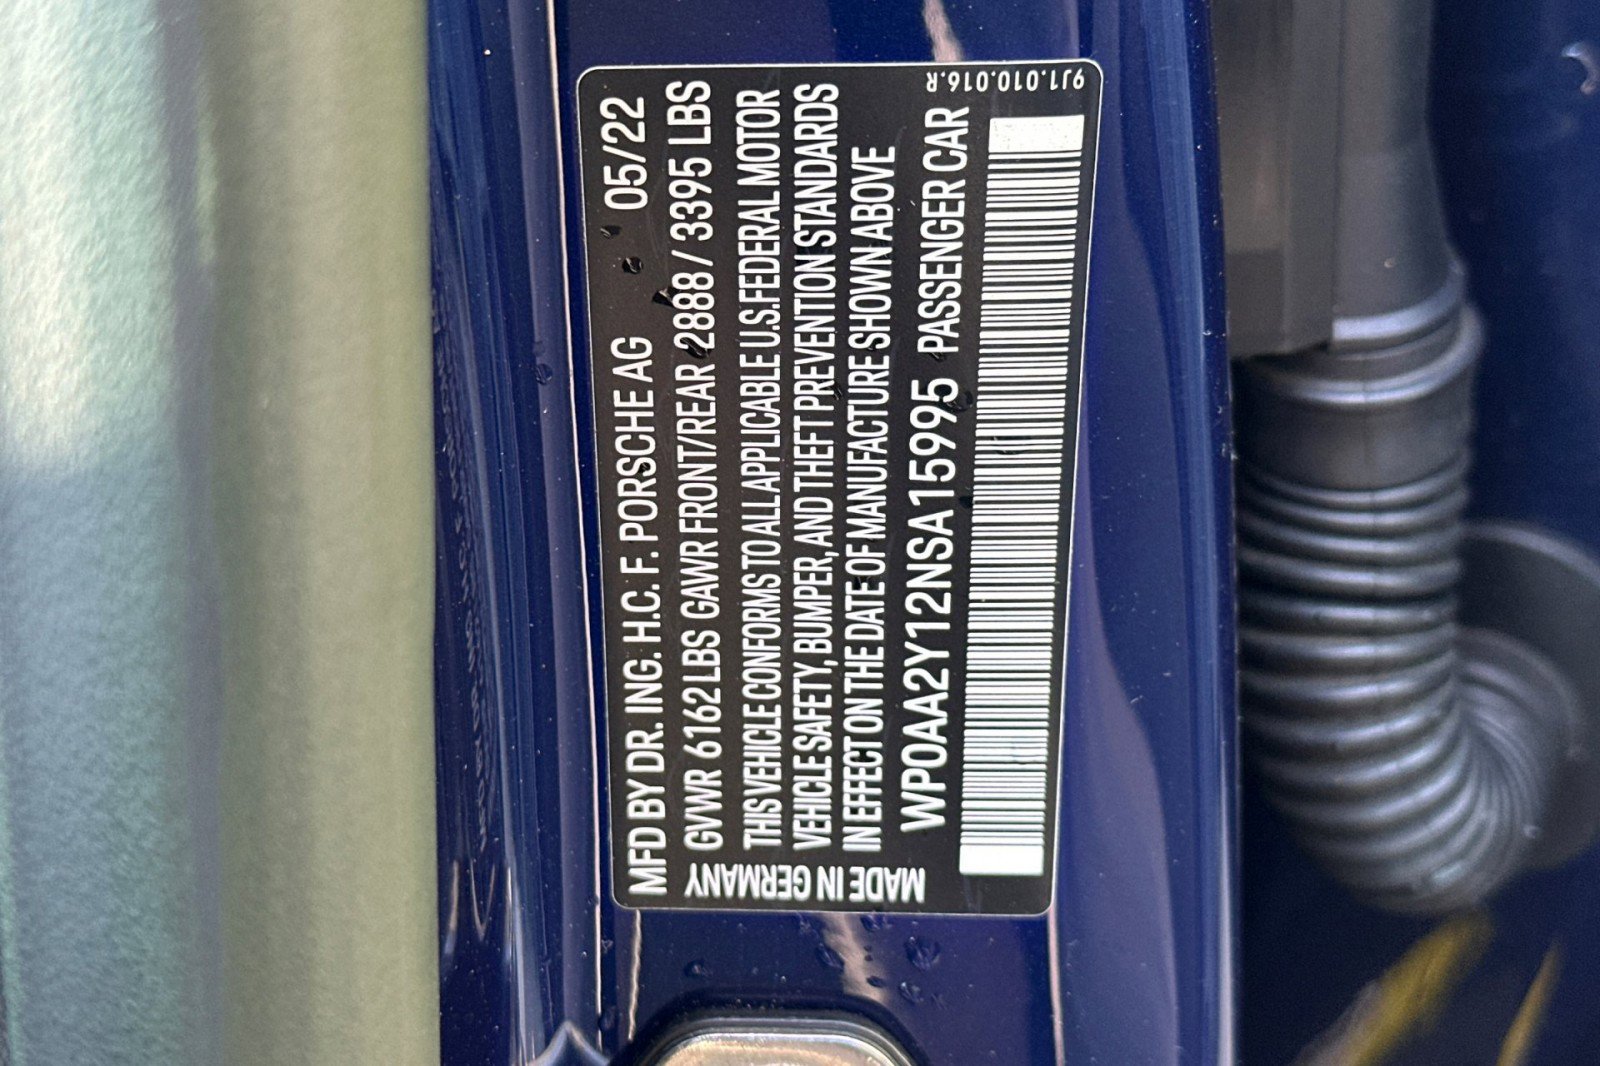 MFD BY DR. ING. H.C. F. PORSCHE AG 05/22
GVWR 6162 LBS GAWR FRONT/REAR 2888 / 3395 LBS
THIS VEHICLE CONFORMS TO ALL APPLICABLE U.S. FEDERAL MOTOR
VEHICLE SAFETY, BUMPER, AND THEFT PREVENTION STANDARDS
IN EFFECT ON THE DATE OF MANUFACTURE SHOWN ABOVE
WP0AA2Y12NSA15995 PASSENGER CAR
MADE IN GERMANY
9J1.010.016.R